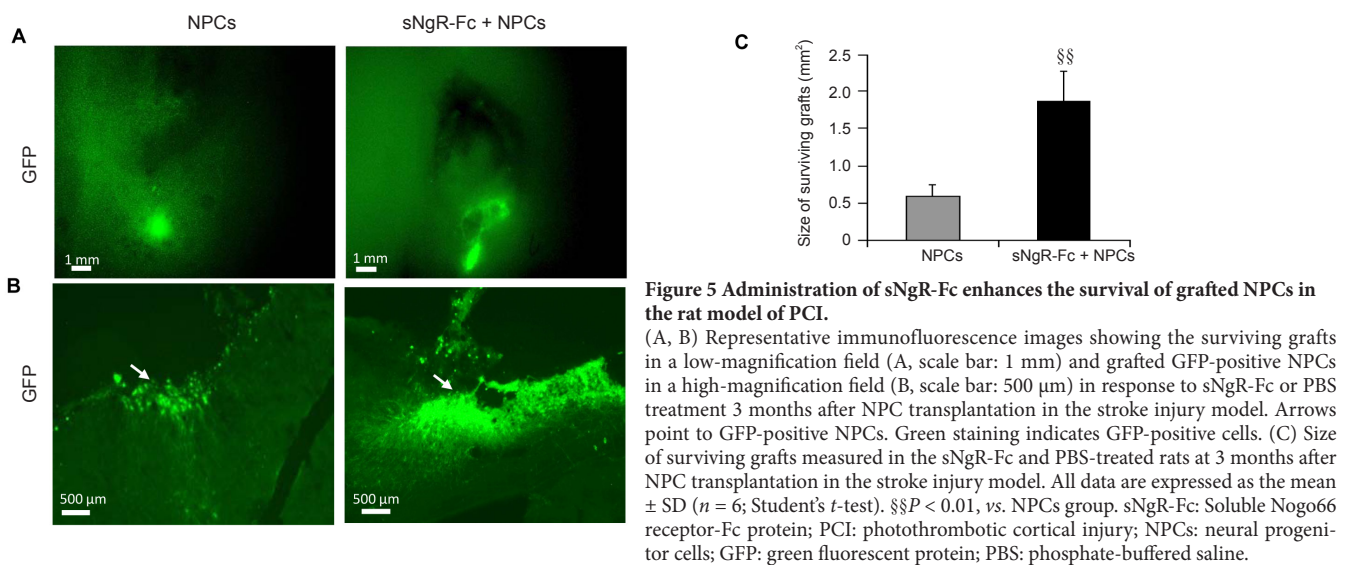 NPCs
sNgR-Fc + NPCs
A
GFP
1 mm
1 mm
B
GFP
500 µm
500 µm
C
Size of surviving grafts (mm²)
2.5
2.0
1.5
1.0
0.5
0
§§
NPCs
sNgR-Fc + NPCs
Figure 5 Administration of sNgR-Fc enhances the survival of grafted NPCs in
the rat model of PCI.
(A, B) Representative immunofluorescence images showing the surviving grafts
in a low-magnification field (A, scale bar: 1 mm) and grafted GFP-positive NPCs
in a high-magnification field (B, scale bar: 500 µm) in response to sNgR-Fc or PBS
treatment 3 months after NPC transplantation in the stroke injury model. Arrows
point to GFP-positive NPCs. Green staining indicates GFP-positive cells. (C) Size
of surviving grafts measured in the sNgR-Fc and PBS-treated rats at 3 months after
NPC transplantation in the stroke injury model. All data are expressed as the mean
± SD (n = 6; Student's t-test). §§P < 0.01, vs. NPCs group. sNgR-Fc: Soluble Nogo66
receptor-Fc protein; PCI: photothrombotic cortical injury; NPCs: neural progeni-
tor cells; GFP: green fluorescent protein; PBS: phosphate-buffered saline.